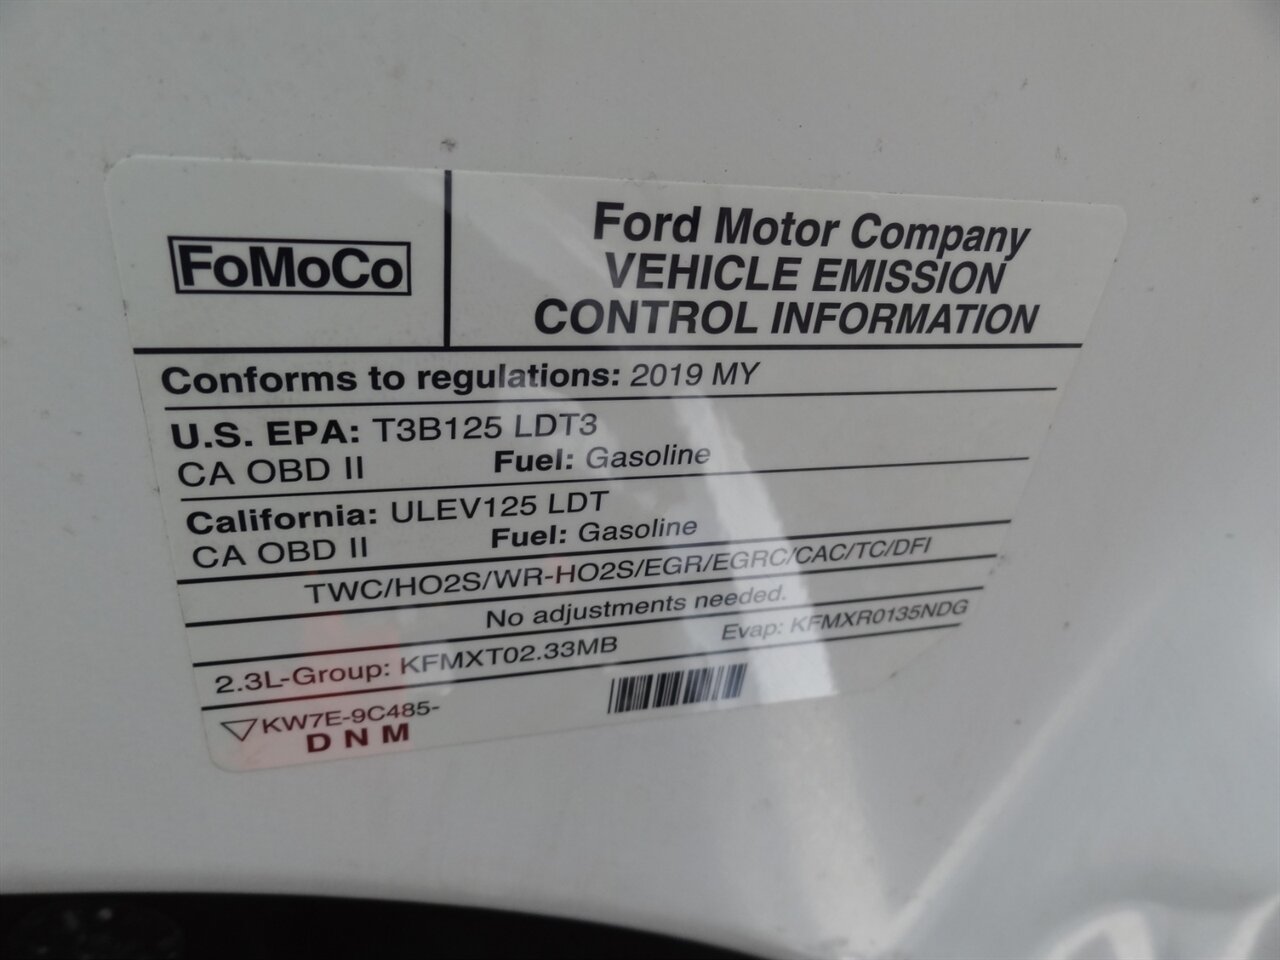 FoMoCo
Ford Motor Company
VEHICLE EMISSION
CONTROL INFORMATION
Conforms to regulations: 2019 MY
U.S. EPA: T3B125 LDT3
CA OBD II Fuel: Gasoline
California: ULEV125 LDT
CA OBD II Fuel: Gasoline
TWC/HO2S/WR-HO2S/EGR/EGRC/CAC/TC/DFI
No adjustments needed.
2.3L-Group: KFMXT02.33MB Evap: KFMXR0135NDG
KW7E-9C485-
DNM